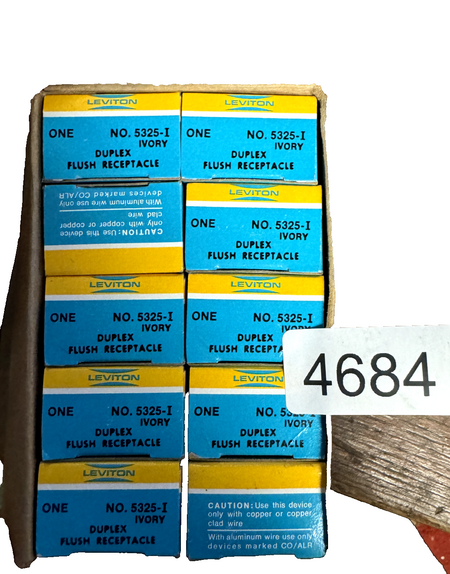 LEVITON
ONE NO. 5325-I
IVORY
DUPLEX
FLUSH RECEPTACLE
LEVITON
ONE NO. 5325-I
IVORY
DUPLEX
FLUSH RECEPTACLE
CAUTION: Use this device
only with copper or copper
clad wire
With aluminum wire use only
devices marked CO/ALR
LEVITON
ONE NO. 5325-I
IVORY
DUPLEX
FLUSH RECEPTACLE
LEVITON
ONE NO. 5325-I
IVORY
DUPLEX
FLUSH RECEPTACLE
LEVITON
ONE NO. 5325-I
DUPLEX
FLUSH
4684
LEVITON
ONE NO. 5325-I
IVORY
DUPLEX
FLUSH RECEPTACLE
ONE NO.
IVORY
DUPLEX
FLUSH RECEPTACLE
LEVITON
ONE NO. 5325-I
IVORY
DUPLEX
FLUSH RECEPTACLE
CAUTION: Use this device
only with copper or copper
clad wire
With aluminum wire use only
devices marked CO/ALR